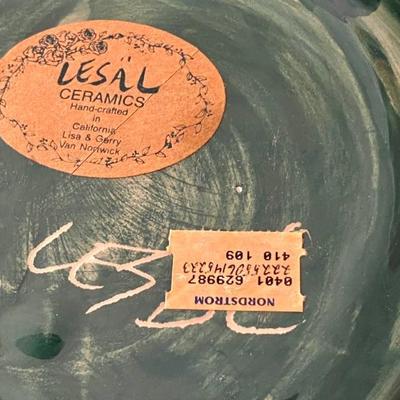 LESÄL
CERAMICS
Hand-crafted
in
California
Lisa & Gerry
Van Nortwick
NORDSTROM
0401 629987
410 109